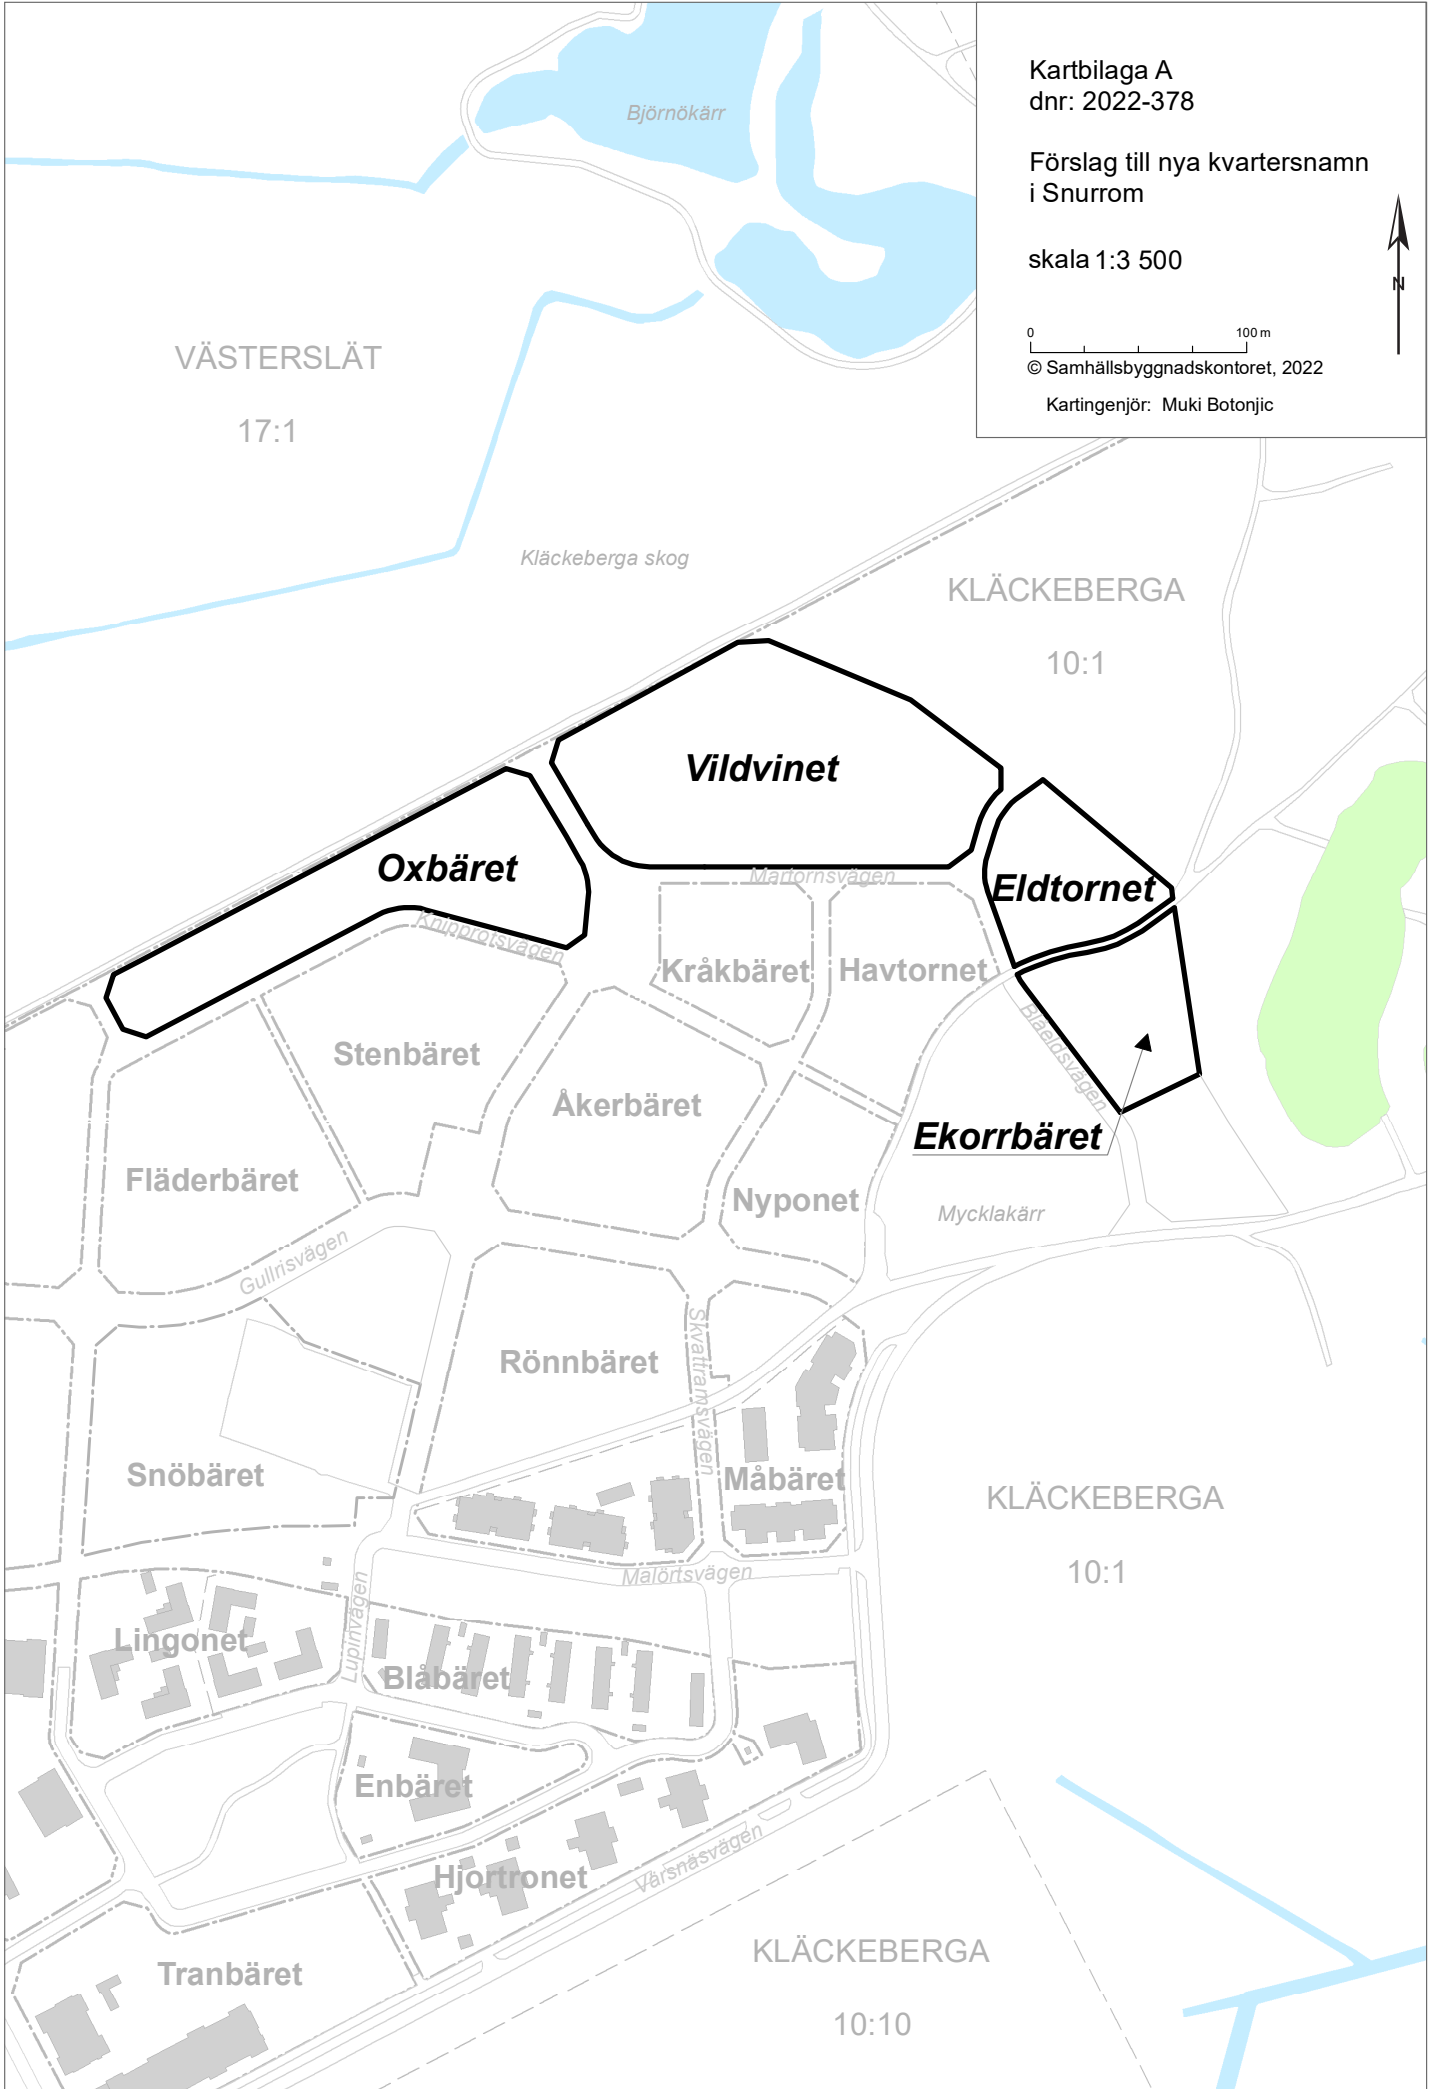 Kartbilaga A
dnr: 2022-378
Förslag till nya kvartersnamn
i Snurrom
skala 1:3 500
N
0 100 m
© Samhällsbyggnadskontoret, 2022
Kartingenjör: Muki Botonjic
Björnökärr
VÄSTERSLÄT
17:1
Kläckeberga skog
KLÄCKEBERGA
10:1
Vildvinet
Oxbäret
Martornsvägen
Eldtornet
Knipprotsvägen
Kråkbäret
Havtornet
Blåeldsvägen
Stenbäret
Åkerbäret
Ekorrbäret
Fläderbäret
Nyponet
Mycklakärr
Gullrisvägen
Skvattramsvägen
Rönnbäret
Snöbäret
Måbäret
KLÄCKEBERGA
10:1
Malörtsvägen
Lupinvägen
Lingonet
Blåbäret
Enbäret
Hjortronet
Värsnäsvägen
Tranbäret
KLÄCKEBERGA
10:10